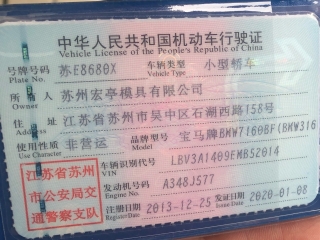 中华人民共和国机动车行驶证
Vehicle License of the People's Republic of China
号牌号码 苏E8680X 车辆类型 小型轿车
Plate No. Vehicle Type
所有人 苏州宏亭模具有限公司
Owner
住址 江苏省苏州市吴中区石湖西路158号
Address
使用性质 非营运 品牌型号 宝马牌BMW7160BF(BMW316
Use Character Model
江苏省苏州
市公安局交
通警察支队
车辆识别代号 LBV3A1409EMB52014
VIN
发动机号码 A348J577
Engine No.
注册日期 2013-12-25 发证日期 2020-01-08
Register Date Issue Date